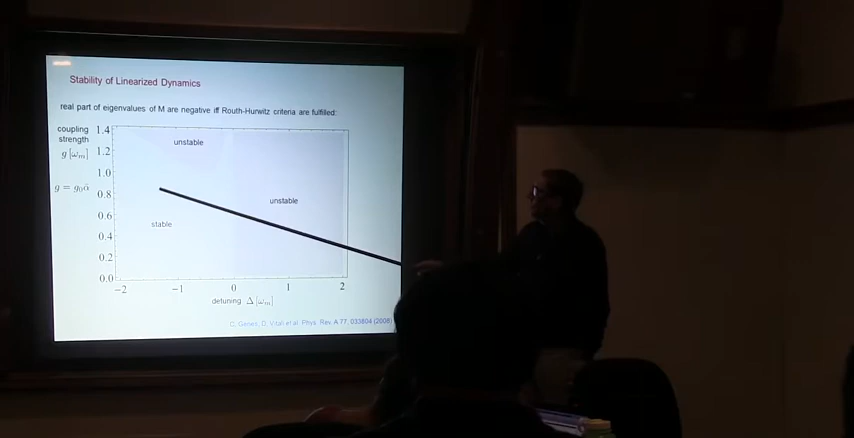 Stability of Linearized Dynamics
real part of eigenvalues of M are negative iff Routh-Hurwitz criteria are fulfilled:
coupling
strength
g [ω_m]
g = g₀ᾱ
1.4
1.2
1.0
0.8
0.6
0.4
0.2
0.0
unstable
unstable
stable
−2 −1 0 1 2
detuning Δ [ω_m]
C. Genes, D. Vitali et al. Phys. Rev. A 77, 033804 (2008)